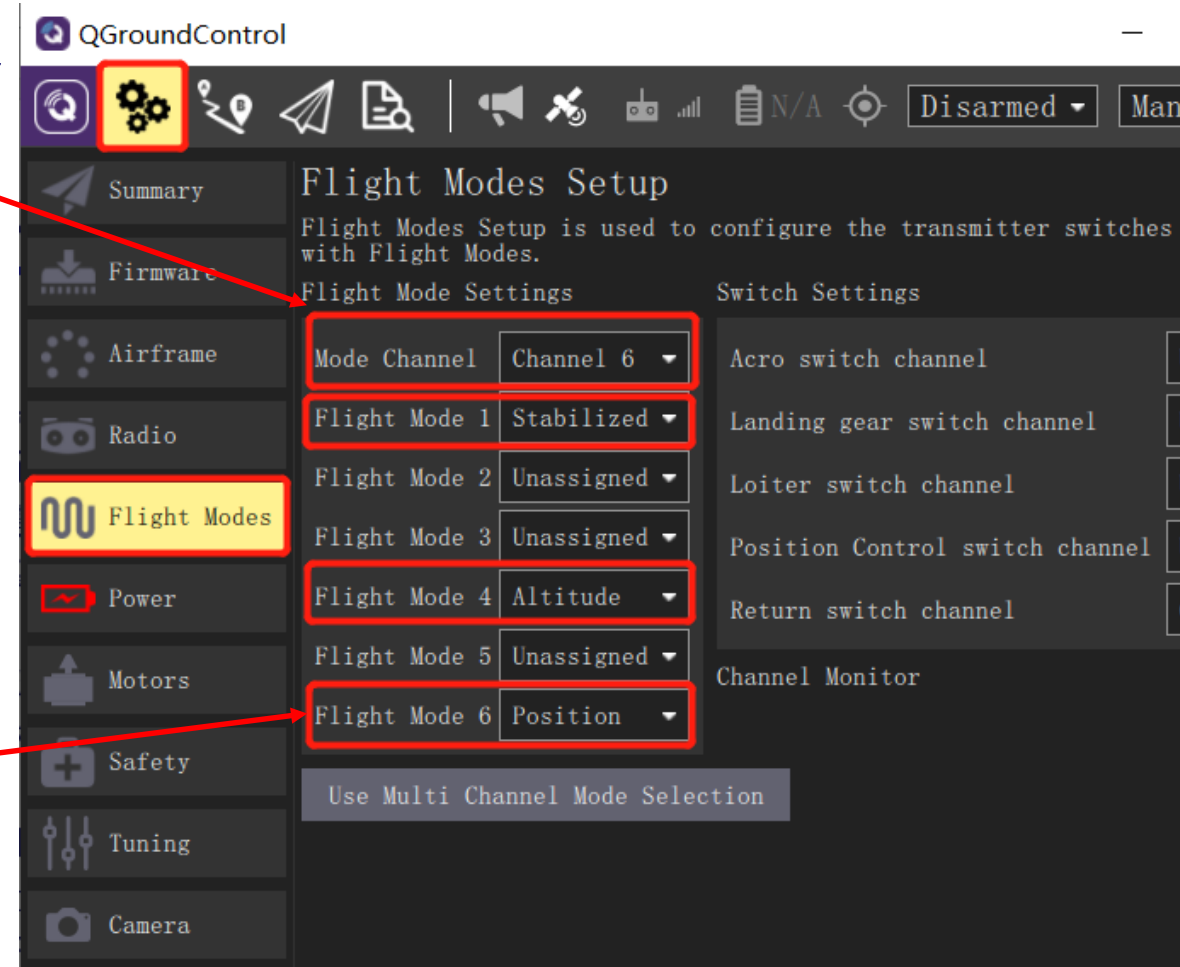 QGroundControl
N/A
Disarmed
Man
Summary
Firmware
Airframe
Radio
Flight Modes
Power
Motors
Safety
Tuning
Camera
Flight Modes Setup
Flight Modes Setup is used to configure the transmitter switches
with Flight Modes.
Flight Mode Settings
Mode Channel Channel 6
Flight Mode 1 Stabilized
Flight Mode 2 Unassigned
Flight Mode 3 Unassigned
Flight Mode 4 Altitude
Flight Mode 5 Unassigned
Flight Mode 6 Position
Use Multi Channel Mode Selection
Switch Settings
Acro switch channel
Landing gear switch channel
Loiter switch channel
Position Control switch channel
Return switch channel
Channel Monitor